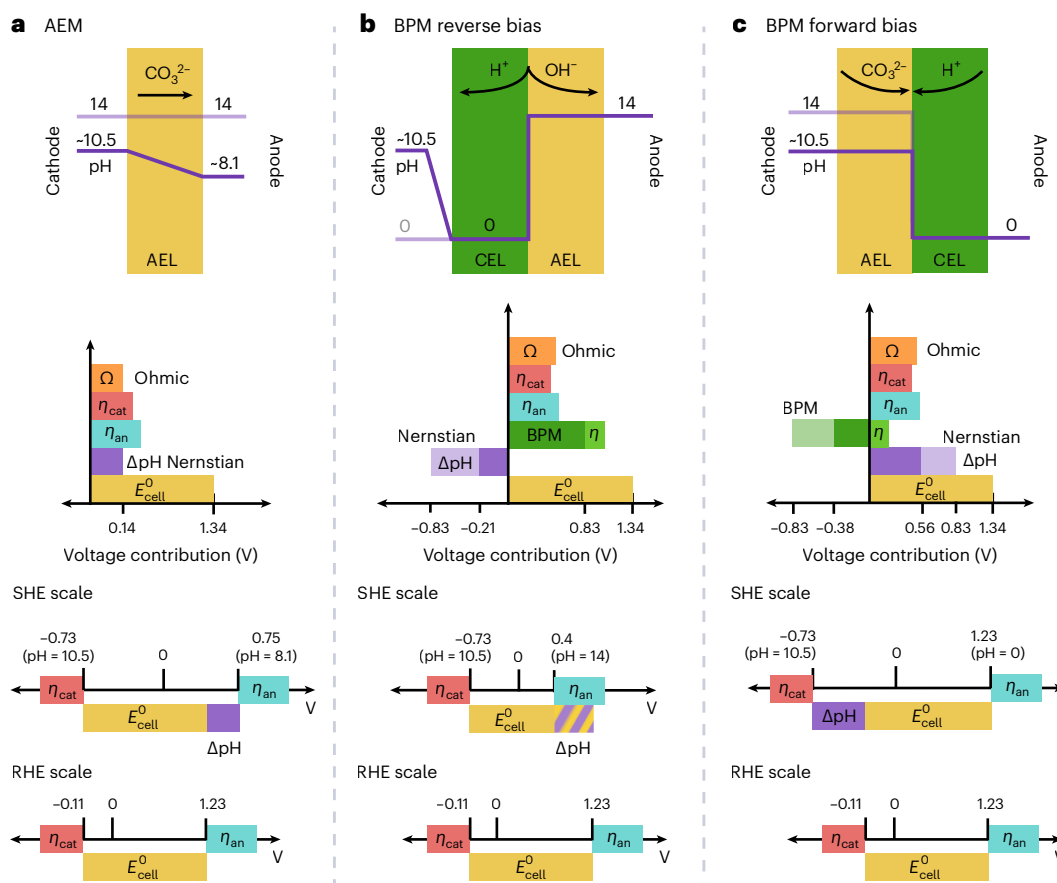 a AEM
CO₃²⁻
14
14
~10.5
pH
~8.1
Cathode
Anode
AEL
Ω Ohmic
ηcat
ηan
ΔpH Nernstian
E⁰cell
0.14
1.34
Voltage contribution (V)
SHE scale
−0.73
(pH = 10.5)
0
0.75
(pH = 8.1)
ηcat
ηan
V
E⁰cell
ΔpH
RHE scale
−0.11
0
1.23
ηcat
ηan
V
E⁰cell
b BPM reverse bias
H⁺
OH⁻
14
~10.5
pH
0
0
Cathode
Anode
CEL
AEL
Ω Ohmic
ηcat
ηan
Nernstian
BPM
η
ΔpH
E⁰cell
−0.83
−0.21
0.83
1.34
Voltage contribution (V)
SHE scale
−0.73
(pH = 10.5)
0
0.4
(pH = 14)
ηcat
ηan
V
E⁰cell
ΔpH
RHE scale
−0.11
0
1.23
ηcat
ηan
V
E⁰cell
c BPM forward bias
CO₃²⁻
H⁺
14
~10.5
pH
0
Cathode
Anode
AEL
CEL
Ω Ohmic
ηcat
ηan
BPM
η
Nernstian
ΔpH
E⁰cell
−0.83
−0.38
0.56
0.83
1.34
Voltage contribution (V)
SHE scale
−0.73
(pH = 10.5)
0
1.23
(pH = 0)
ηcat
ηan
V
ΔpH
E⁰cell
RHE scale
−0.11
0
1.23
ηcat
ηan
V
E⁰cell